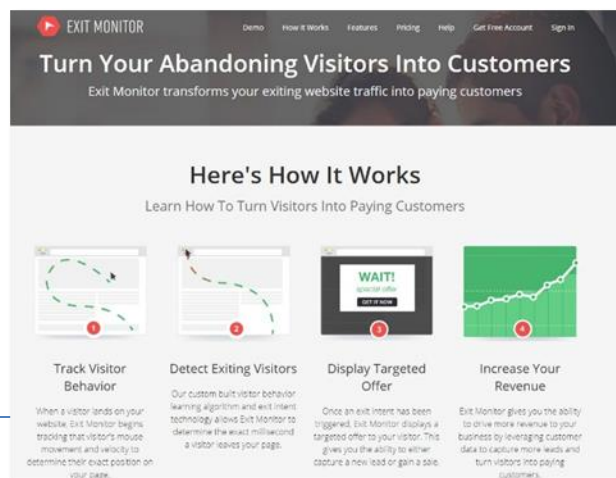 EXIT MONITOR
Demo How it Works Features Pricing Help Get Free Account Sign In
Turn Your Abandoning Visitors Into Customers
Exit Monitor transforms your exiting website traffic into paying customers
Here's How It Works
Learn How To Turn Visitors Into Paying Customers
1
2
WAIT!
special offer
GET IT NOW
3
4
Track Visitor
Behavior
When a visitor lands on your
website, Exit Monitor begins
tracking that visitor's mouse
movement and velocity to
determine their exact position on
your page.
Detect Exiting Visitors
Our custom built visitor behavior
learning algorithm and exit intent
technology allows Exit Monitor to
determine the exact millisecond
a visitor leaves your page.
Display Targeted
Offer
Once an exit intent has been
triggered, Exit Monitor displays a
targeted offer to your visitor. This
gives you the ability to either
capture a new lead or gain a sale.
Increase Your
Revenue
Exit Monitor gives you the ability
to drive more revenue to your
business by leveraging customer
data to capture more leads and
turn visitors into paying
customers.